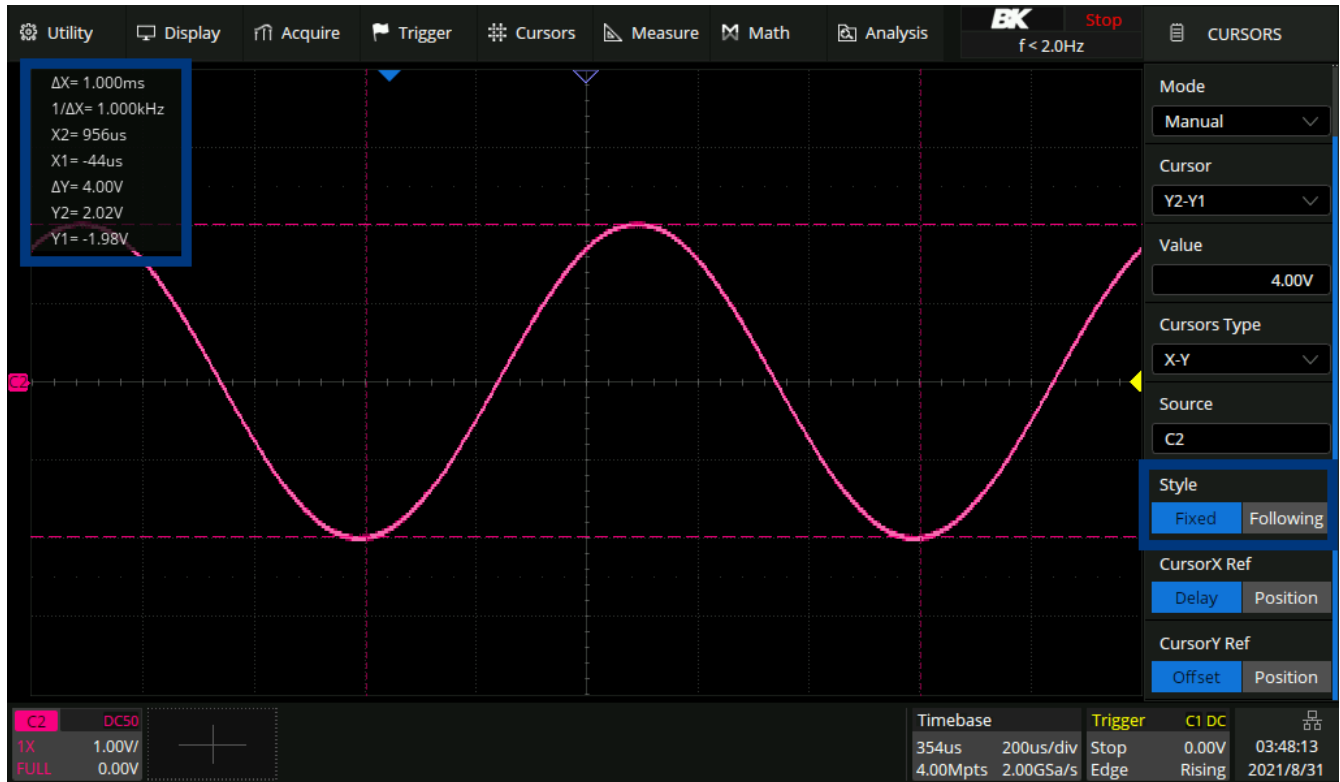 Utility Display Acquire Trigger Cursors Measure Math Analysis BK Stop
f < 2.0Hz
CURSORS
ΔX= 1.000ms
1/ΔX= 1.000kHz
X2= 956us
X1= -44us
ΔY= 4.00V
Y2= 2.02V
Y1= -1.98V
C2
Mode
Manual
Cursor
Y2-Y1
Value
4.00V
Cursors Type
X-Y
Source
C2
Style
Fixed Following
CursorX Ref
Delay Position
CursorY Ref
Offset Position
C2 DC50
1X 1.00V/
FULL 0.00V
Timebase
354us 200us/div
4.00Mpts 2.00GSa/s
Trigger C1 DC
Stop 0.00V
Edge Rising
03:48:13
2021/8/31